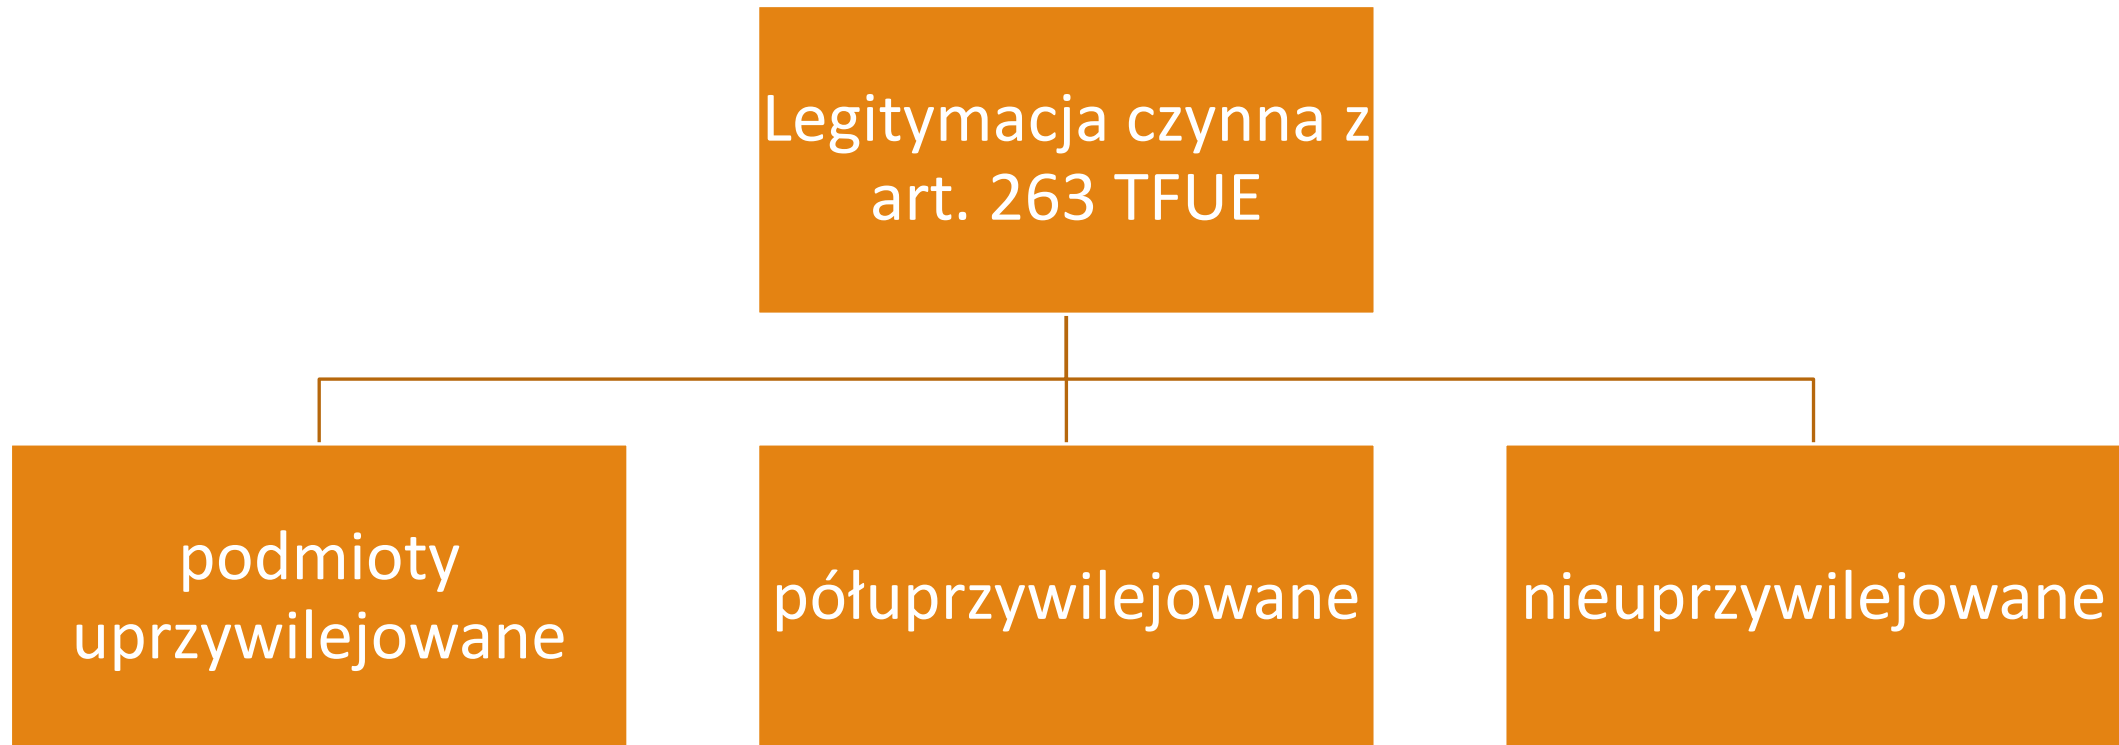 Legitymacja czynna z
art. 263 TFUE
podmioty
uprzywilejowane
półuprzywilejowane
nieuprzywilejowane